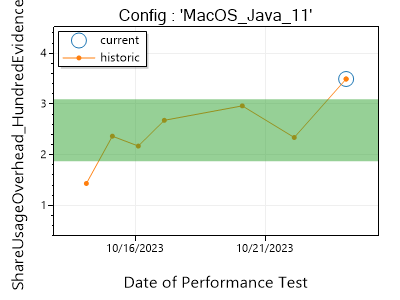 Config : 'MacOS_Java_11'
current
historic
ShareUsageOverhead_HundredEvidence
4
3
2
1
10/16/2023
10/21/2023
Date of Performance Test